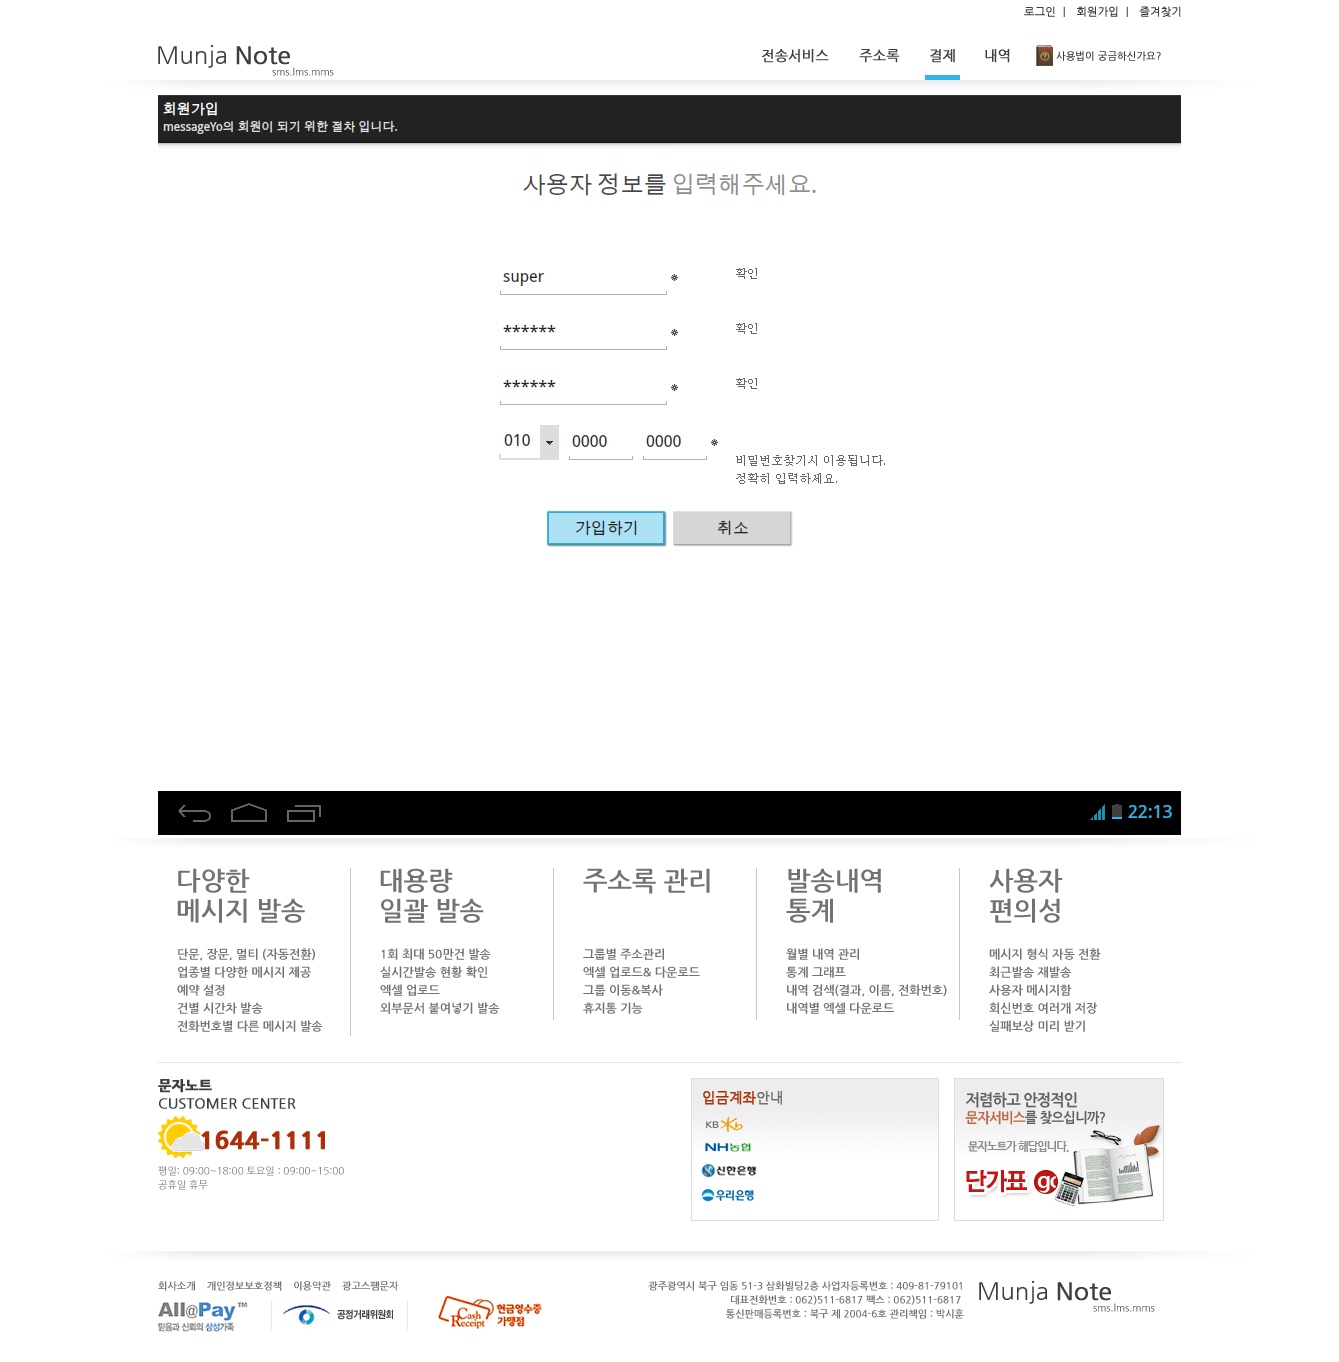 로그인 | 회원가입 | 즐겨찾기
Munja Note
sms.lms.mms
전송서비스 주소록 결제 내역 사용법이 궁금하신가요?
회원가입
messageYo의 회원이 되기 위한 절차 입니다.
사용자 정보를 입력해주세요.
super * 확인
****** * 확인
****** * 확인
010 0000 0000 *
비밀번호찾기시 이용됩니다.
정확히 입력하세요.
가입하기 취소
22:13
다양한
메시지 발송
단문, 장문, 멀티 (자동전환)
업종별 다양한 메시지 제공
예약 설정
건별 시간차 발송
전화번호별 다른 메시지 발송
대용량
일괄 발송
1회 최대 50만건 발송
실시간발송 현황 확인
엑셀 업로드
외부문서 붙여넣기 발송
주소록 관리
그룹별 주소관리
엑셀 업로드& 다운로드
그룹 이동&복사
휴지통 기능
발송내역
통계
월별 내역 관리
통계 그래프
내역 검색(결과, 이름, 전화번호)
내역별 엑셀 다운로드
사용자
편의성
메시지 형식 자동 전환
최근발송 재발송
사용자 메시지함
회신번호 여러개 저장
실패보상 미리 받기
문자노트
CUSTOMER CENTER
1644-1111
평일: 09:00~18:00 토요일 : 09:00~15:00
공휴일 휴무
입금계좌안내
KB
NH농협
신한은행
우리은행
저렴하고 안정적인
문자서비스를 찾으십니까?
문자노트가 해답입니다.
단가표 go
회사소개 개인정보보호정책 이용약관 광고스팸문자
All@Pay™
믿음과 신뢰의 삼성가족
공정거래위원회
Cash Receipt
현금영수증
가맹점
광주광역시 북구 임동 51-3 삼화빌딩2층 사업자등록번호 : 409-81-79101
대표전화번호 : 062)511-6817 팩스 : 062)511-6817
통신판매등록번호 : 북구 제 2004-6호 관리책임 : 박시훈
Munja Note
sms.lms.mms